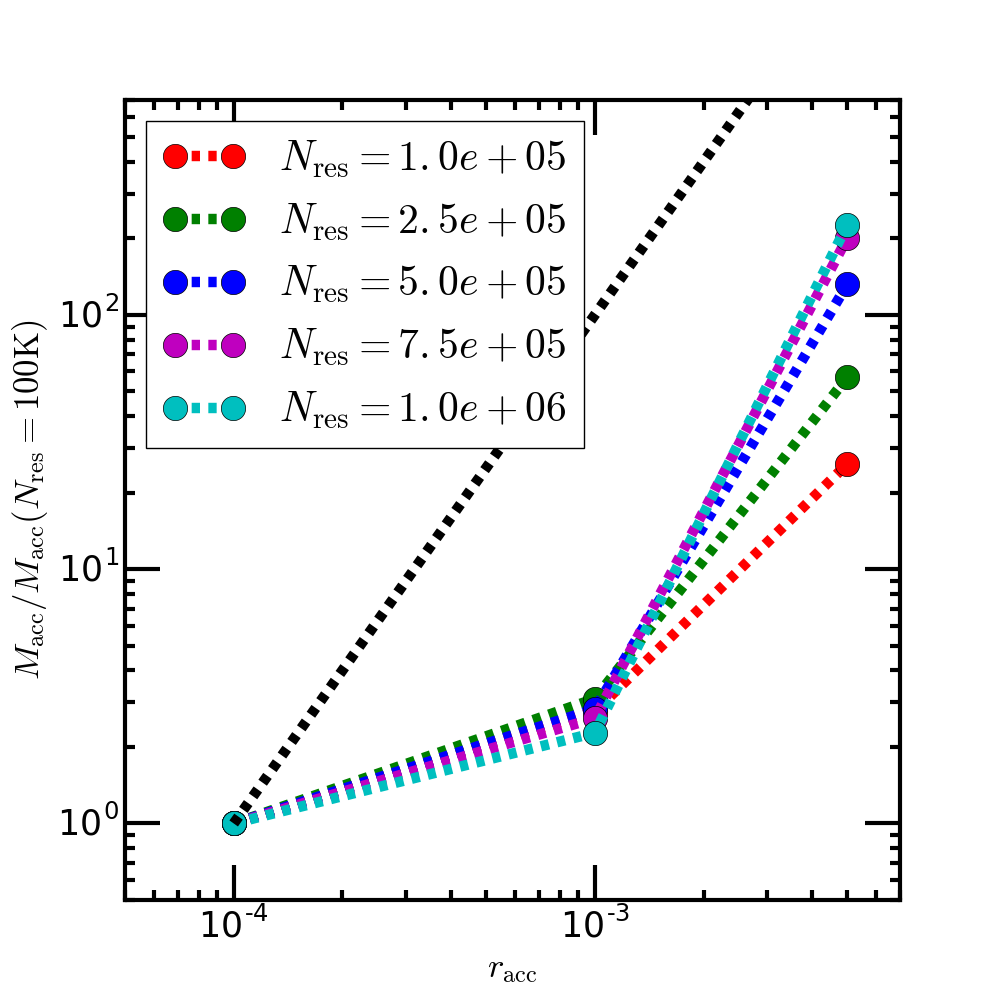 N_res = 1.0e+05
N_res = 2.5e+05
N_res = 5.0e+05
N_res = 7.5e+05
N_res = 1.0e+06
M_acc/M_acc(N_res = 100K)
10^2
10^1
10^0
10^-4
10^-3
r_acc